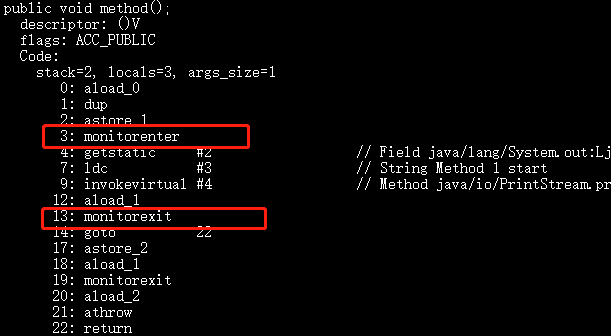 public void method();
descriptor: ()V
flags: ACC_PUBLIC
Code:
stack=2, locals=3, args_size=1
0: aload_0
1: dup
2: astore_1
3: monitorenter
4: getstatic #2 // Field java/lang/System.out:Lj
7: ldc #3 // String Method 1 start
9: invokevirtual #4 // Method java/io/PrintStream.pr
12: aload_1
13: monitorexit
14: goto 22
17: astore_2
18: aload_1
19: monitorexit
20: aload_2
21: athrow
22: return